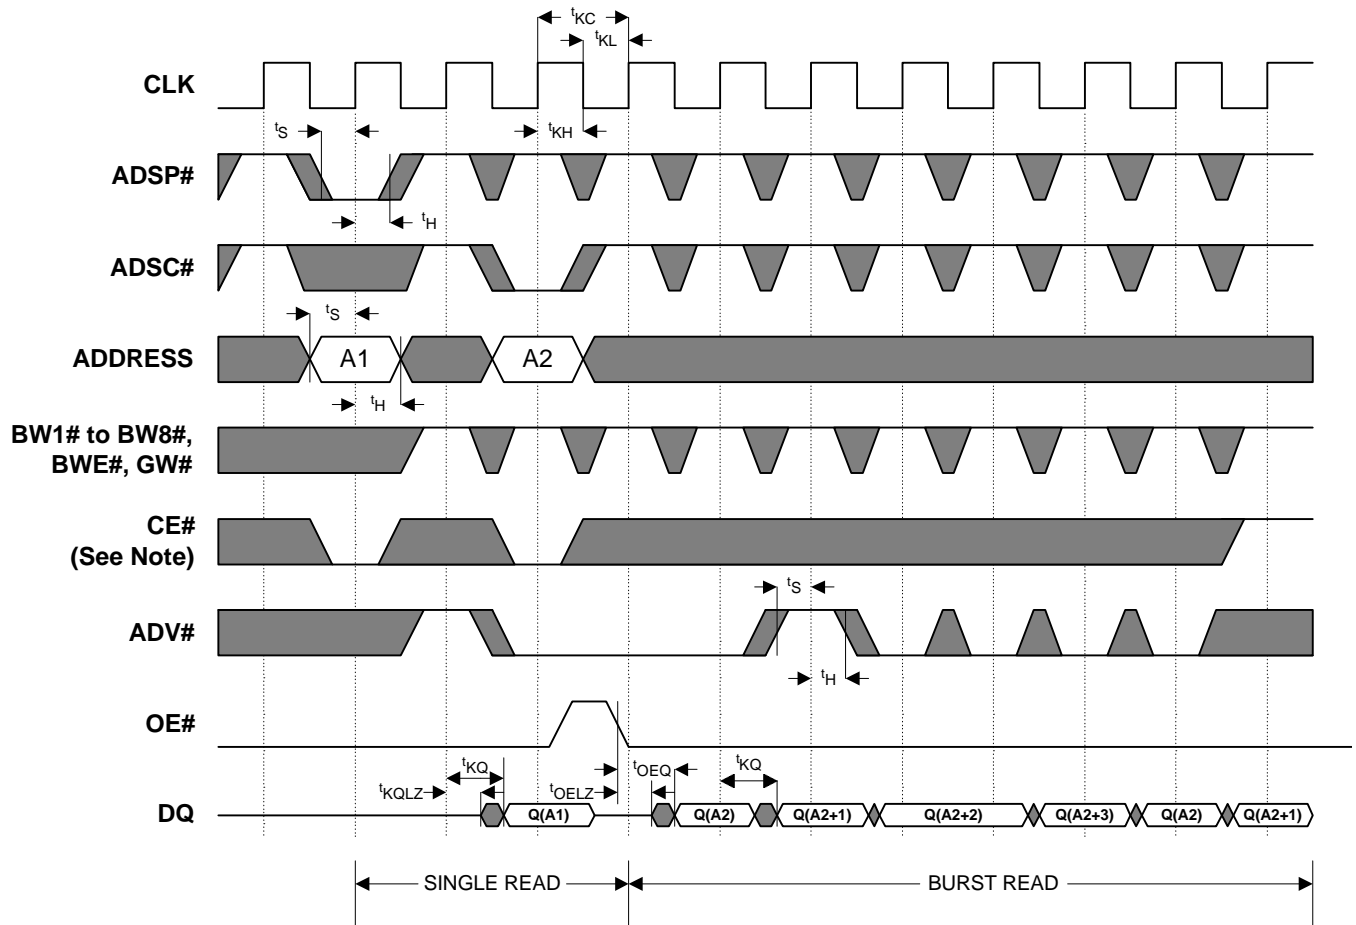 tKC
tKL
CLK
tS
tKH
ADSP#
tH
ADSC#
tS
ADDRESS
A1
A2
tH
BW1# to BW8#,
BWE#, GW#
CE#
(See Note)
tS
ADV#
tH
OE#
tKQ
tOEQ
tKQ
tKQLZ
tOELZ
DQ
Q(A1)
Q(A2)
Q(A2+1)
Q(A2+2)
Q(A2+3)
Q(A2)
Q(A2+1)
SINGLE READ
BURST READ